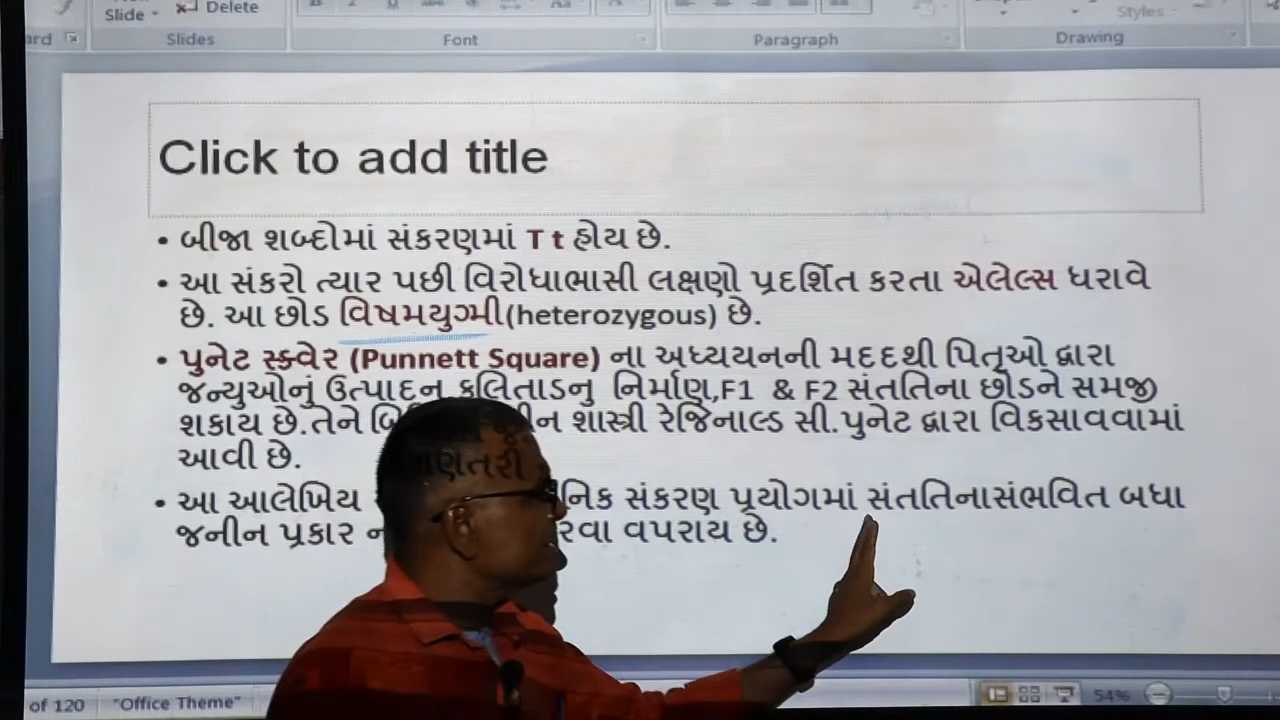 Slide
Delete
Slides
Font
Paragraph
Styles
Drawing
Click to add title
• બીજા શબ્દોમાં સંકરણમાં T t હોય છે.
• આ સંકરો ત્યાર પછી વિરોધાભાસી લક્ષણો પ્રદર્શિત કરતા એલેલ્સ ધરાવે
છે. આ છોડ વિષમયુગ્મી(heterozygous) છે.
• પુનેટ સ્ક્વેર (Punnett Square) ના અધ્યયનની મદદથી પિતૃઓ દ્વારા
જન્યુઓનું ઉત્પાદન ફલિતાડનુ નિર્માણ,F1 & F2 સંતતિના છોડને સમજી
શકાય છે.તેને શાસ્ત્રી રેજિનાલ્ડ સી.પુનેટ દ્વારા વિકસાવવામાં
આવી છે.
• આ આલેખિય સંકરણ પ્રયોગમાં સંતતિનાસંભવિત બધા
જનીન પ્રકાર વપરાય છે.
of 120
"Office Theme"
54%